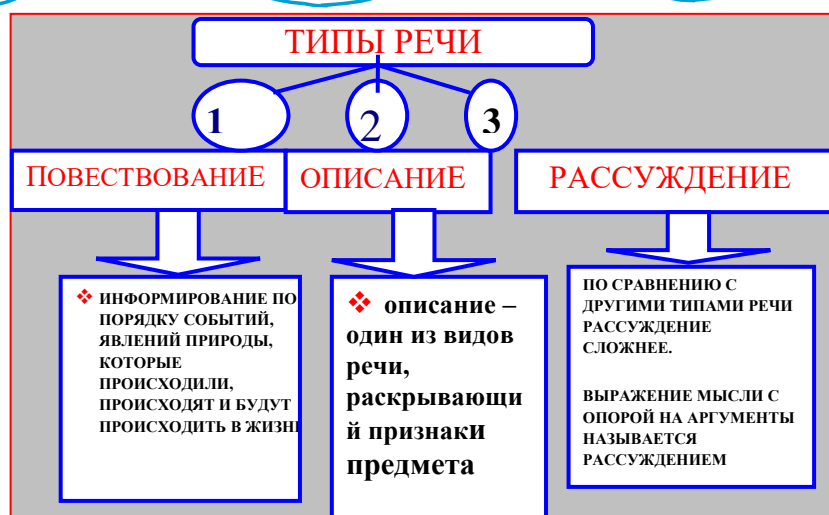 ТИПЫ РЕЧИ
1
2
3
ПОВЕСТВОВАНИЕ
ОПИСАНИЕ
РАССУЖДЕНИЕ
ИНФОРМИРОВАНИЕ ПО
ПОРЯДКУ СОБЫТИЙ,
ЯВЛЕНИЙ ПРИРОДЫ,
КОТОРЫЕ
ПРОИСХОДИЛИ,
ПРОИСХОДЯТ И БУДУТ
ПРОИСХОДИТЬ В ЖИЗНИ
описание –
один из видов
речи,
раскрывающи
й признаки
предмета
ПО СРАВНЕНИЮ С
ДРУГИМИ ТИПАМИ РЕЧИ
РАССУЖДЕНИЕ
СЛОЖНЕЕ.
ВЫРАЖЕНИЕ МЫСЛИ С
ОПОРОЙ НА АРГУМЕНТЫ
НАЗЫВАЕТСЯ
РАССУЖДЕНИЕМ